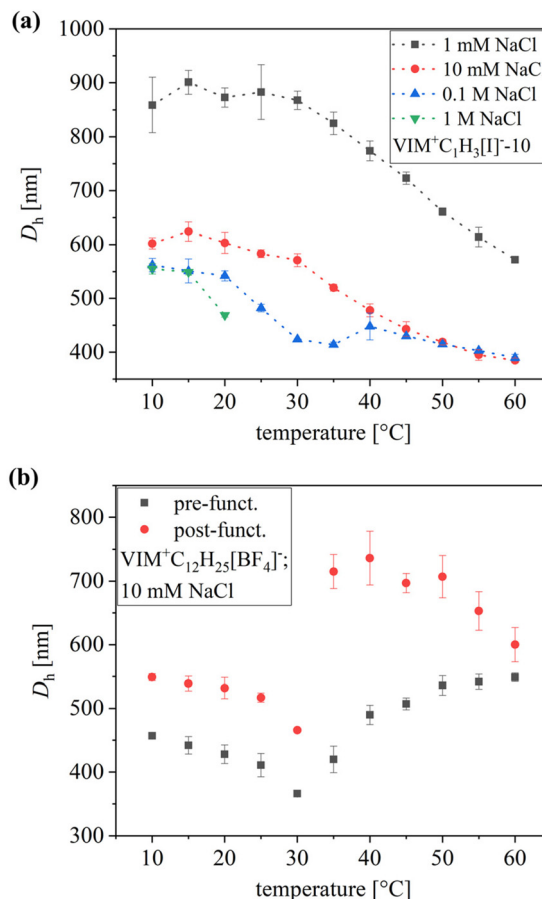 (a)
1000
900
800
700
600
500
400
D_h [nm]
1 mM NaCl
10 mM NaC
0.1 M NaCl
1 M NaCl
VIM⁺C₁H₃[I]⁻-10
10 20 30 40 50 60
temperature [°C]
(b)
800
700
600
500
400
300
D_h [nm]
pre-funct.
post-funct.
VIM⁺C₁₂H₂₅[BF₄]⁻;
10 mM NaCl
10 20 30 40 50 60
temperature [°C]